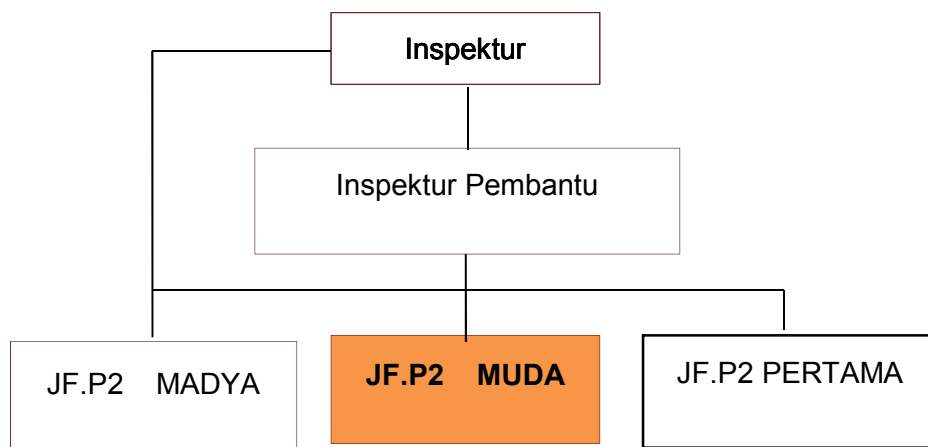 Inspektur
Inspektur Pembantu
JF.P2 MADYA
JF.P2 MUDA
JF.P2 PERTAMA